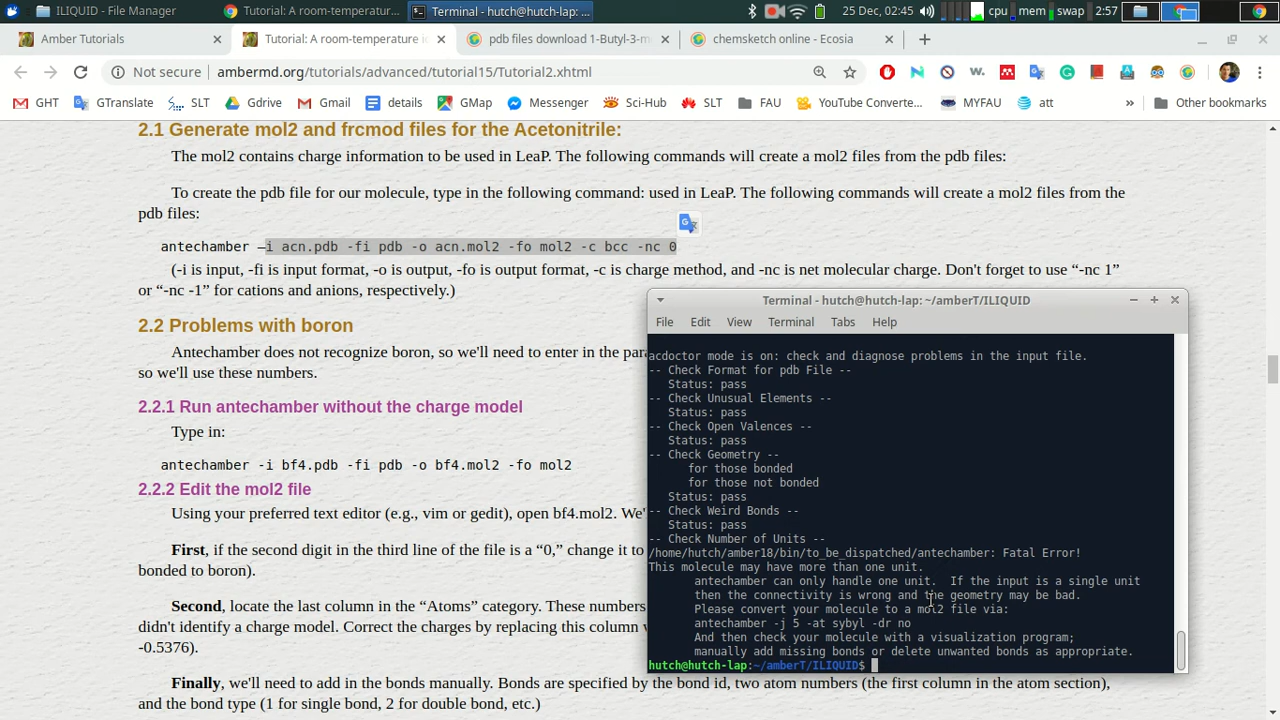 ILIQUID - File Manager
Tutorial: A room-temperature...
Terminal - hutch@hutch-lap: ...
25 Dec, 02:45
cpu
mem
swap
2:57
Amber Tutorials
Tutorial: A room-temperature i
pdb files download 1-Butyl-3-m
chemsketch online - Ecosia
Not secure
ambermd.org/tutorials/advanced/tutorial15/Tutorial2.xhtml
GHT
GTranslate
SLT
Gdrive
Gmail
details
GMap
Messenger
Sci-Hub
SLT
FAU
YouTube Converte...
MYFAU
att
»
Other bookmarks
2.1 Generate mol2 and frcmod files for the Acetonitrile:
The mol2 contains charge information to be used in LeaP. The following commands will create a mol2 files from the pdb files:
To create the pdb file for our molecule, type in the following command: used in LeaP. The following commands will create a mol2 files from the
pdb files:
antechamber –i acn.pdb -fi pdb -o acn.mol2 -fo mol2 -c bcc -nc 0
(-i is input, -fi is input format, -o is output, -fo is output format, -c is charge method, and -nc is net molecular charge. Don't forget to use “-nc 1”
or “-nc -1” for cations and anions, respectively.)
2.2 Problems with boron
Antechamber does not recognize boron, so we'll need to enter in the para
so we'll use these numbers.
2.2.1 Run antechamber without the charge model
Type in:
antechamber -i bf4.pdb -fi pdb -o bf4.mol2 -fo mol2
2.2.2 Edit the mol2 file
Using your preferred text editor (e.g., vim or gedit), open bf4.mol2. We'
First, if the second digit in the third line of the file is a “0,” change it to
bonded to boron).
Second, locate the last column in the “Atoms” category. These numbers
didn't identify a charge model. Correct the charges by replacing this column w
-0.5376).
Finally, we'll need to add in the bonds manually. Bonds are specified by the bond id, two atom numbers (the first column in the atom section),
and the bond type (1 for single bond, 2 for double bond, etc.)
Terminal - hutch@hutch-lap: ~/amberT/ILIQUID
File Edit View Terminal Tabs Help
acdoctor mode is on: check and diagnose problems in the input file.
-- Check Format for pdb File --
Status: pass
-- Check Unusual Elements --
Status: pass
-- Check Open Valences --
Status: pass
-- Check Geometry --
for those bonded
for those not bonded
Status: pass
-- Check Weird Bonds --
Status: pass
-- Check Number of Units --
/home/hutch/amber18/bin/to_be_dispatched/antechamber: Fatal Error!
This molecule may have more than one unit.
antechamber can only handle one unit. If the input is a single unit
then the connectivity is wrong and the geometry may be bad.
Please convert your molecule to a mol2 file via:
antechamber -j 5 -at sybyl -dr no
And then check your molecule with a visualization program;
manually add missing bonds or delete unwanted bonds as appropriate.
hutch@hutch-lap:~/amberT/ILIQUID$